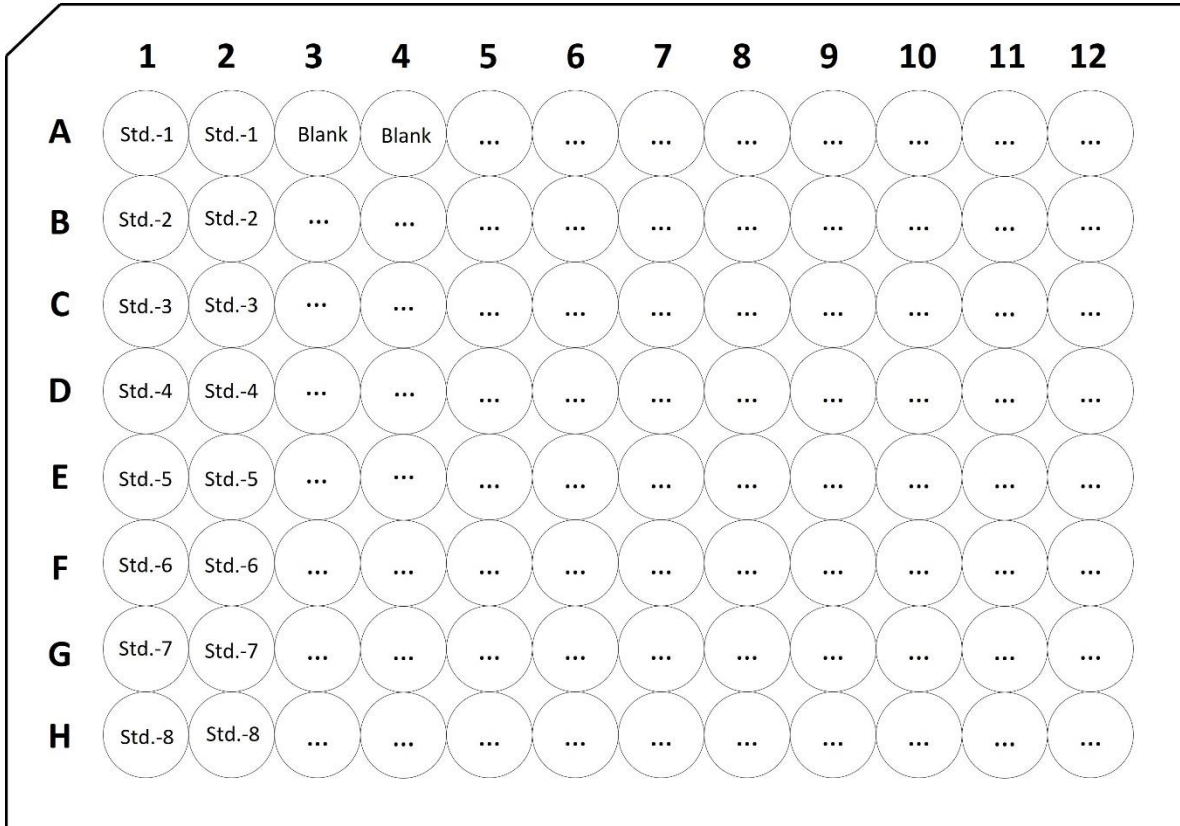 1 2 3 4 5 6 7 8 9 10 11 12
A Std.-1 Std.-1 Blank Blank ... ... ... ... ... ... ... ...
B Std.-2 Std.-2 ... ... ... ... ... ... ... ... ... ...
C Std.-3 Std.-3 ... ... ... ... ... ... ... ... ... ...
D Std.-4 Std.-4 ... ... ... ... ... ... ... ... ... ...
E Std.-5 Std.-5 ... ... ... ... ... ... ... ... ... ...
F Std.-6 Std.-6 ... ... ... ... ... ... ... ... ... ...
G Std.-7 Std.-7 ... ... ... ... ... ... ... ... ... ...
H Std.-8 Std.-8 ... ... ... ... ... ... ... ... ... ...